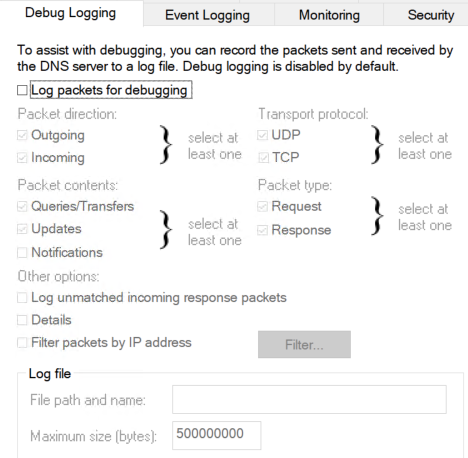 Debug Logging Event Logging Monitoring Security
To assist with debugging, you can record the packets sent and received by
the DNS server to a log file. Debug logging is disabled by default.
Log packets for debugging
Packet direction: Transport protocol:
Outgoing } select at least one UDP } select at least one
Incoming TCP
Packet contents: Packet type:
Queries/Transfers } select at least one Request } select at least one
Updates Response
Notifications
Other options:
Log unmatched incoming response packets
Details
Filter packets by IP address Filter...
Log file
File path and name:
Maximum size (bytes): 500000000